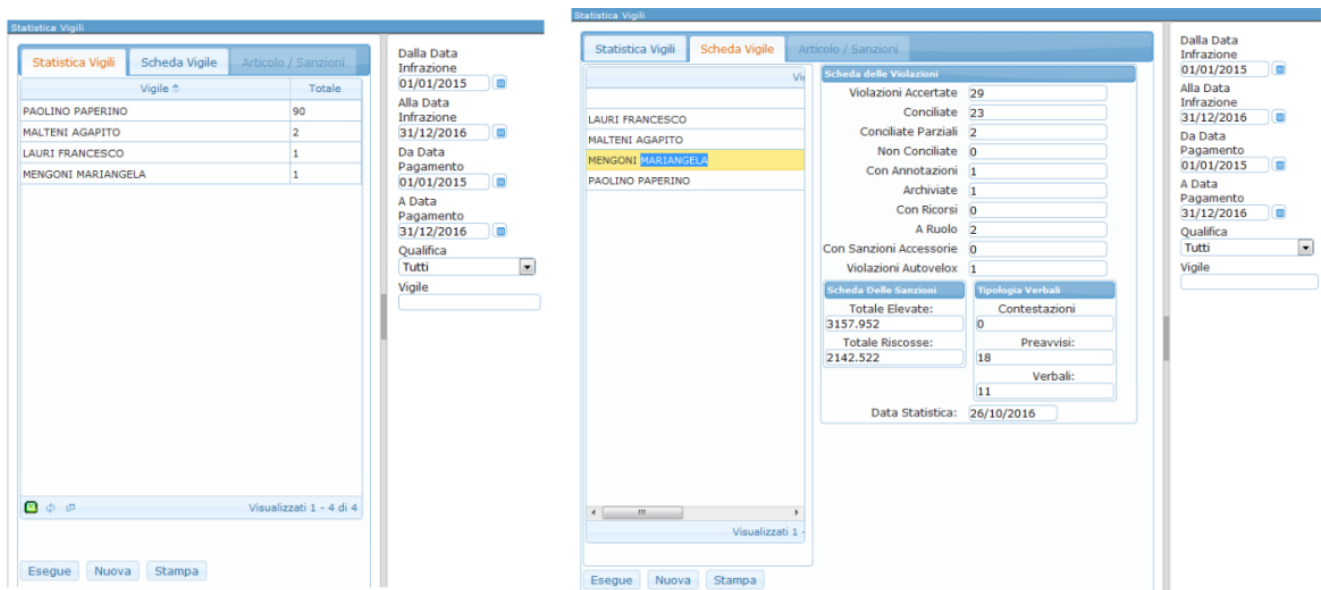 Statistica Vigili
Statistica Vigili Scheda Vigile Articolo / Sanzioni
Vigile Totale
PAOLINO PAPERINO 90
MALTENI AGAPITO 2
LAURI FRANCESCO 1
MENGONI MARIANGELA 1
Visualizzati 1 - 4 di 4
Esegue Nuova Stampa
Dalla Data
Infrazione
01/01/2015
Alla Data
Infrazione
31/12/2016
Da Data
Pagamento
01/01/2015
A Data
Pagamento
31/12/2016
Qualifica
Tutti
Vigile
Statistica Vigili
Statistica Vigili Scheda Vigile Articolo / Sanzioni
LAURI FRANCESCO
MALTENI AGAPITO
MENGONI MARIANGELA
PAOLINO PAPERINO
Visualizzati 1 -
Esegue Nuova Stampa
Scheda delle Violazioni
Violazioni Accertate 29
Conciliate 23
Conciliate Parziali 2
Non Conciliate 0
Con Annotazioni 1
Archiviate 1
Con Ricorsi 0
A Ruolo 2
Con Sanzioni Accessorie 0
Violazioni Autovelox 1
Scheda Delle Sanzioni
Totale Elevate:
3157.952
Totale Riscosse:
2142.522
Tipologia Verbali
Contestazioni
0
Preavvisi:
18
Verbali:
11
Data Statistica: 26/10/2016
Dalla Data
Infrazione
01/01/2015
Alla Data
Infrazione
31/12/2016
Da Data
Pagamento
01/01/2015
A Data
Pagamento
31/12/2016
Qualifica
Tutti
Vigile